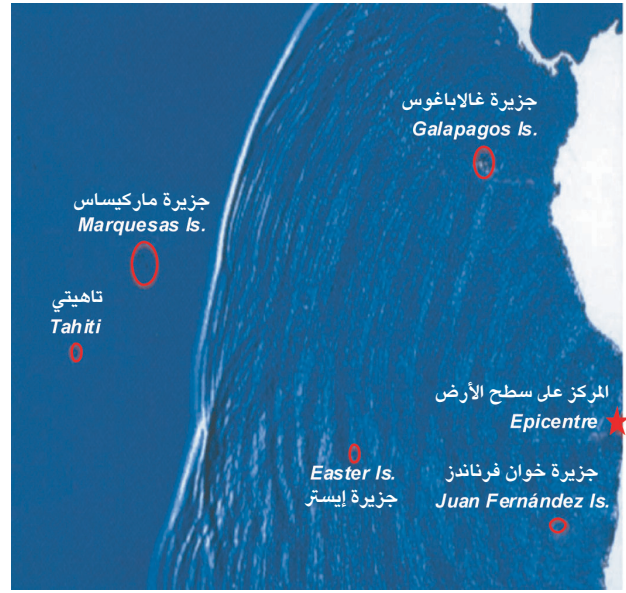 جزيرة غالاباغوس
Galapagos Is.
جزيرة ماركيساس
Marquesas Is.
تاهيتي
Tahiti
المركز على سطح الأرض
Epicentre
Easter Is.
جزيرة إيستر
جزيرة خوان فرناندز
Juan Fernández Is.